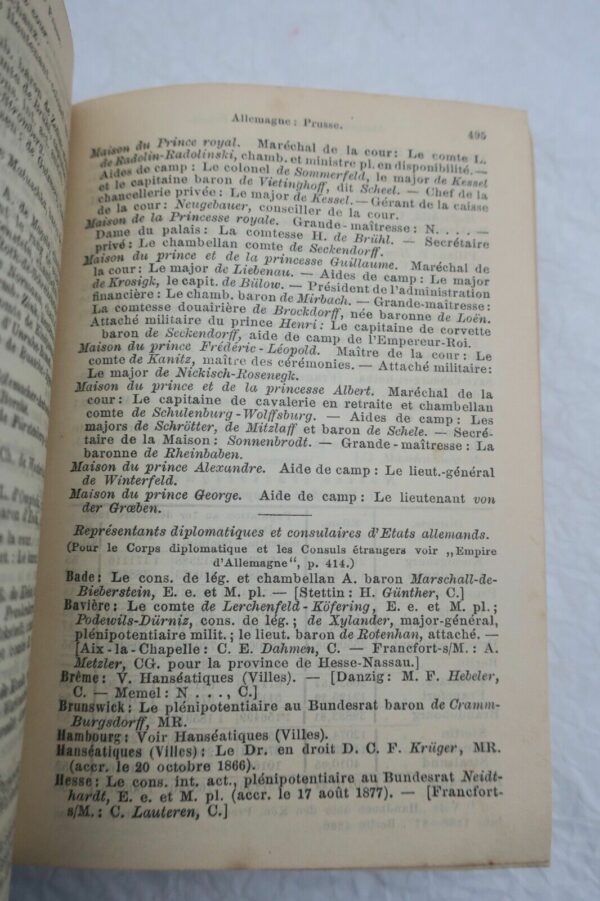 Allemagne: Prusse.
495
Maison du Prince royal. Maréchal de la cour: Le comte L.
de Radolin-Radolinski, chamb. et ministre pl. en disponibilité. —
Aides de camp: Le colonel de Sommerfeld, le major de Kessel
et le capitaine baron de Vietinghoff, dit Scheel. — Chef de la
chancellerie privée: Le major de Kessel. — Gérant de la caisse
de la cour: Neugebauer, conseiller de la cour.
Maison de la Princesse royale. Grande-maîtresse: N. . . . —
Dame du palais: La comtesse H. de Brühl. — Secrétaire
privé: Le chambellan comte de Seckendorff.
Maison du prince et de la princesse Guillaume. Maréchal de
la cour: Le major de Liebenau. — Aides de camp: Le major
de Krosigk, le capit. de Bülow. — Président de l'administration
financière: Le chamb. baron de Mirbach. — Grande-maîtresse:
La comtesse douairière de Brockdorff, née baronne de Loën.
Attaché militaire du prince Henri: Le capitaine de corvette
baron de Seckendorff, aide de camp de l'Empereur-Roi.
Maison du prince Frédéric-Léopold. Maître de la cour: Le
comte de Kanitz, maître des cérémonies. — Attaché militaire:
Le major de Nickisch-Rosenegk.
Maison du prince et de la princesse Albert. Maréchal de la
cour: Le capitaine de cavalerie en retraite et chambellan
comte de Schulenburg-Wolffsburg. — Aides de camp: Les
majors de Schrötter, de Mitzlaff et baron de Schele. — Secré-
taire de la Maison: Sonnenbrodt. — Grande-maîtresse: La
baronne de Rheinbaben.
Maison du prince Alexandre. Aide de camp: Le lieut.-général
de Winterfeld.
Maison du prince George. Aide de camp: Le lieutenant von
der Grœben.
Représentants diplomatiques et consulaires d'Etats allemands.
(Pour le Corps diplomatique et les Consuls étrangers voir „Empire
d'Allemagne“, p. 414.)
Bade: Le cons. de lég. et chambellan A. baron Marschall-de-
Bieberstein, E. e. et M. pl. — [Stettin: H. Günther, C.]
Bavière: Le comte de Lerchenfeld-Köfering, E. e. et M. pl.;
Podewils-Dürniz, cons. de lég.; de Xylander, major-général,
plénipotentiaire milit.; le lieut. baron de Rotenhan, attaché. —
[Aix-la-Chapelle: C. E. Dahmen, C. — Francfort-s/M.: A.
Metzler, CG. pour la province de Hesse-Nassau.]
Brême: V. Hanséatiques (Villes). — [Danzig: M. F. Hebeler,
C. — Memel: N . . ., C.]
Brunswick: Le plénipotentiaire au Bundesrat baron de Cramm-
Burgsdorff, MR.
Hambourg: Voir Hanséatiques (Villes).
Hanséatiques (Villes): Le Dr. en droit D. C. F. Krüger, MR.
(accr. le 20 octobre 1866).
Hesse: Le cons. int. act., plénipotentiaire au Bundesrat Neidt-
hardt, E. e. et M. pl. (accr. le 17 août 1877). — [Francfort-
s/M.: C. Lauteren, C.]